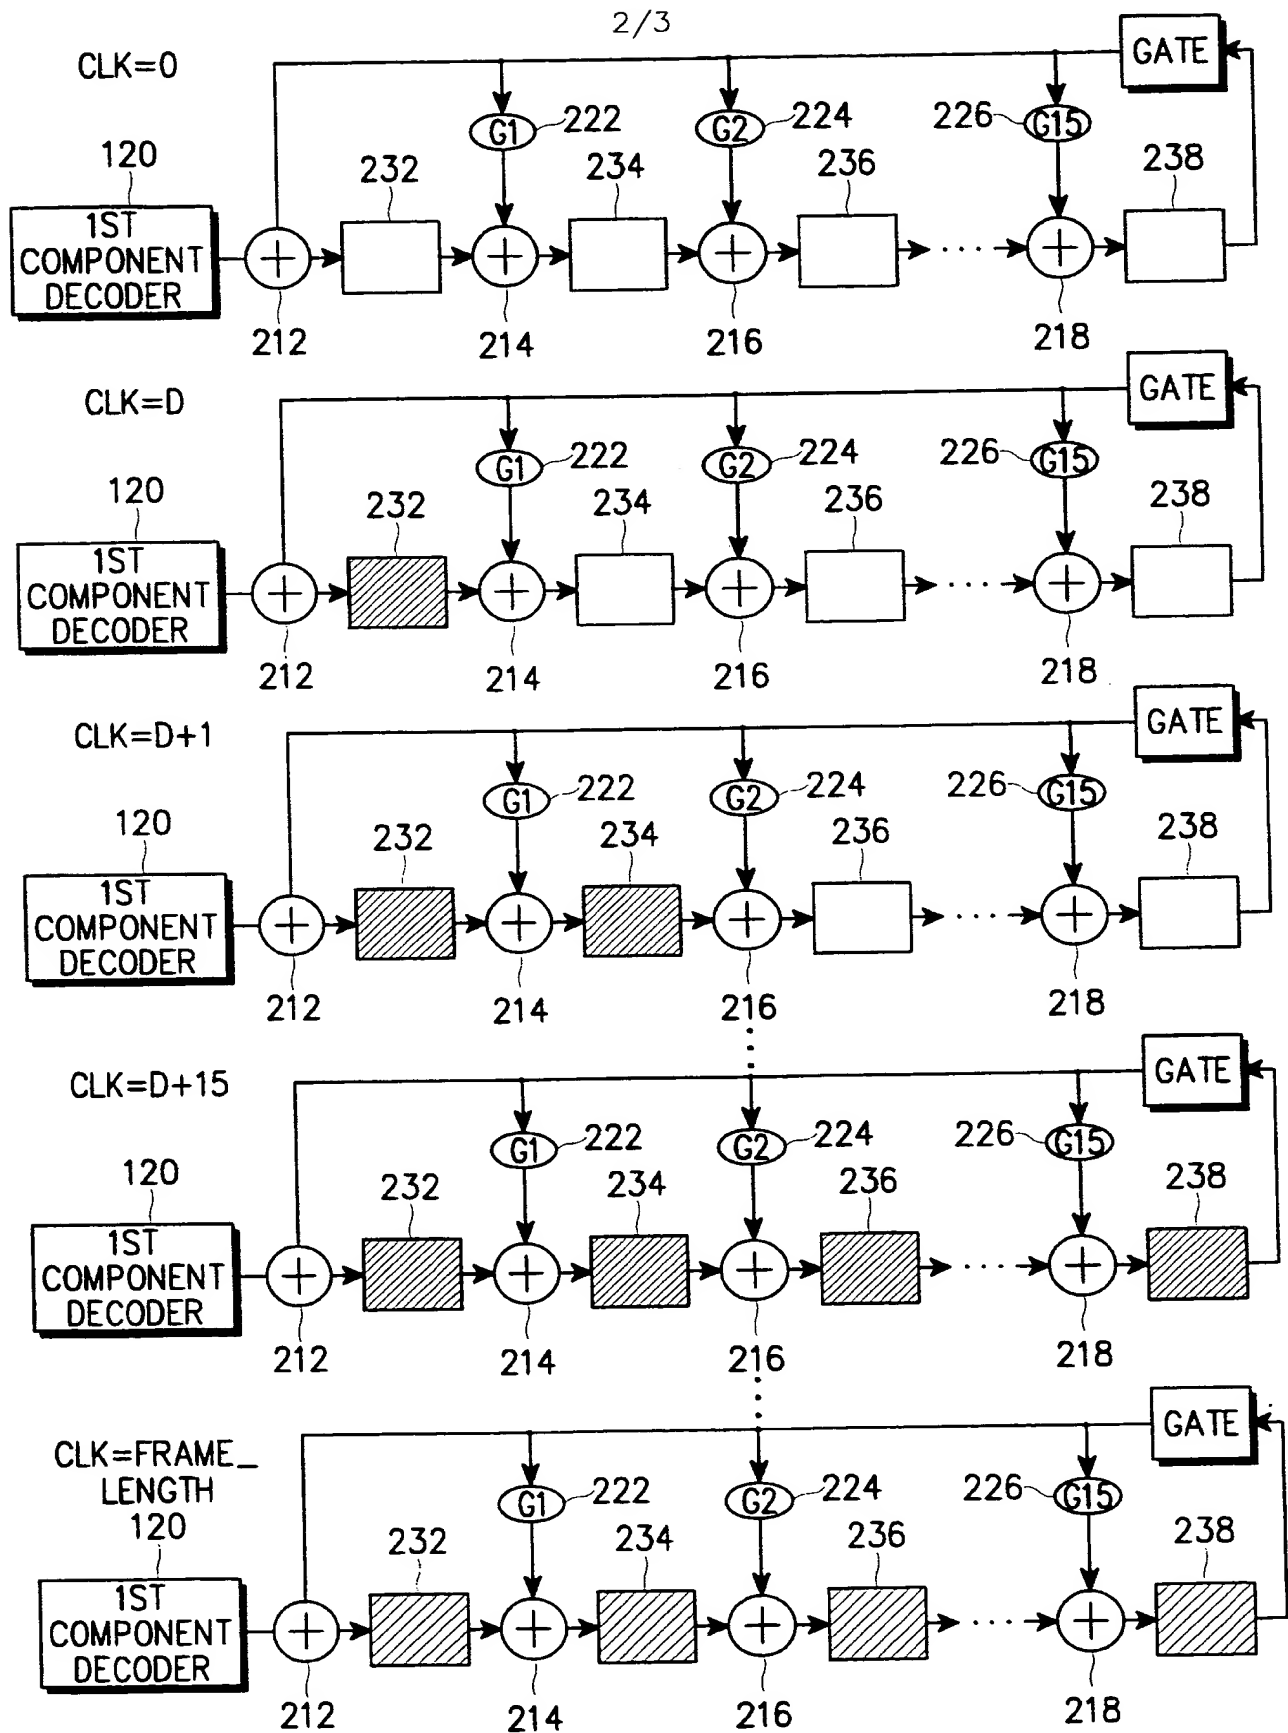 2/3
CLK=0
GATE
G1 222
G2 224
226 G15
120
232
234
236
238
1ST
COMPONENT
DECODER
212
214
216
218
CLK=D
GATE
G1 222
G2 224
226 G15
120
232
234
236
238
1ST
COMPONENT
DECODER
212
214
216
218
CLK=D+1
GATE
G1 222
G2 224
226 G15
120
232
234
236
238
1ST
COMPONENT
DECODER
212
214
216
218
CLK=D+15
GATE
G1 222
G2 224
226 G15
120
232
234
236
238
1ST
COMPONENT
DECODER
212
214
216
218
CLK=FRAME_
LENGTH
GATE
G1 222
G2 224
226 G15
120
232
234
236
238
1ST
COMPONENT
DECODER
212
214
216
218